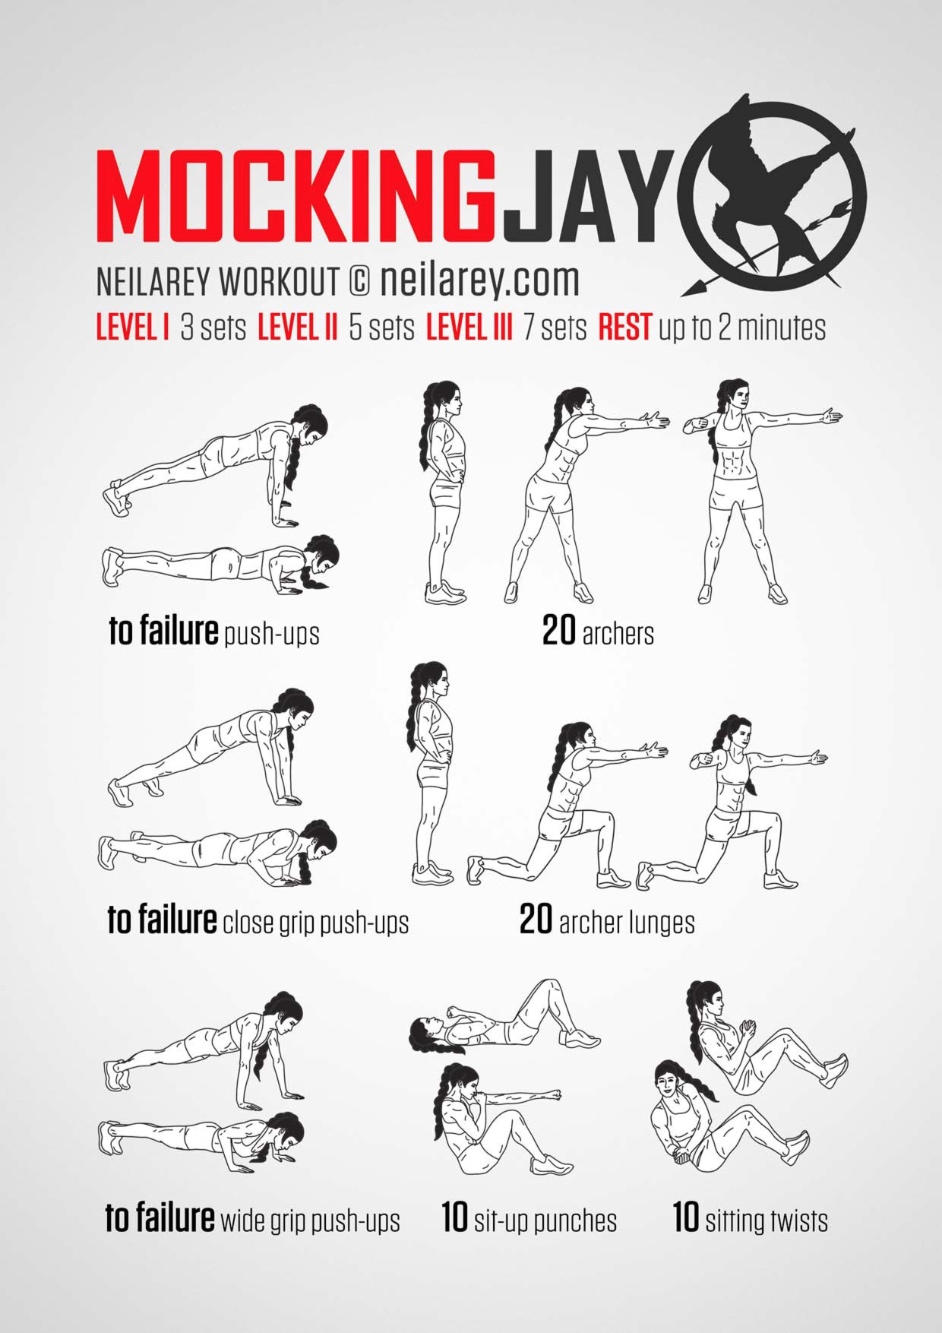 MOCKINGJAY
NEILAREY WORKOUT © neilarey.com
LEVEL I 3 sets LEVEL II 5 sets LEVEL III 7 sets REST up to 2 minutes
to failure push-ups
20 archers
to failure close grip push-ups
20 archer lunges
to failure wide grip push-ups
10 sit-up punches
10 sitting twists